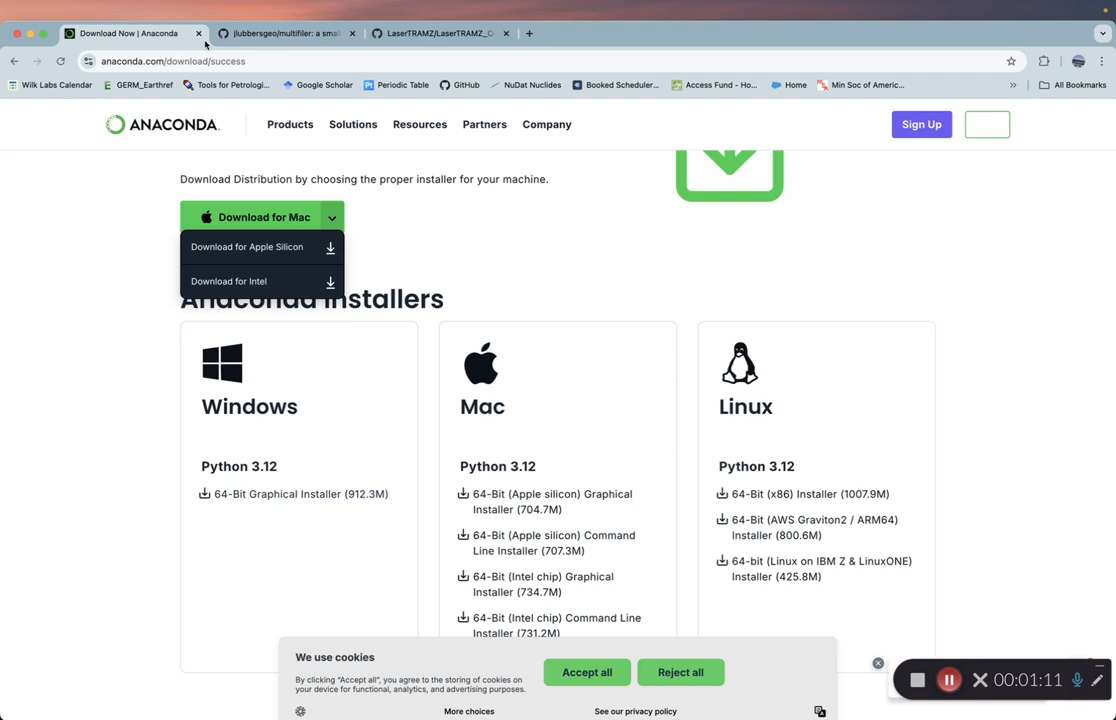 Download Now | Anaconda
jlubbersgeo/multifiler: a smal
LaserTRAMZ/LaserTRAMZ_C
anaconda.com/download/success
Wilk Labs Calendar
GERM_Earthref
Tools for Petrologi...
Google Scholar
Periodic Table
GitHub
NuDat Nuclides
Booked Scheduler...
Access Fund - Ho...
Home
Min Soc of Americ...
All Bookmarks
ANACONDA.
Products
Solutions
Resources
Partners
Company
Sign Up
Download Distribution by choosing the proper installer for your machine.
Download for Mac
Download for Apple Silicon
Download for Intel
Anaconda Installers
Windows
Python 3.12
64-Bit Graphical Installer (912.3M)
Mac
Python 3.12
64-Bit (Apple silicon) Graphical
Installer (704.7M)
64-Bit (Apple silicon) Command
Line Installer (707.3M)
64-Bit (Intel chip) Graphical
Installer (734.7M)
64-Bit (Intel chip) Command Line
Installer (731.2M)
Linux
Python 3.12
64-Bit (x86) Installer (1007.9M)
64-Bit (AWS Graviton2 / ARM64)
Installer (800.6M)
64-bit (Linux on IBM Z & LinuxONE)
Installer (425.8M)
We use cookies
By clicking “Accept all”, you agree to the storing of cookies on
your device for functional, analytics, and advertising purposes.
Accept all
Reject all
More choices
See our privacy policy
00:01:11